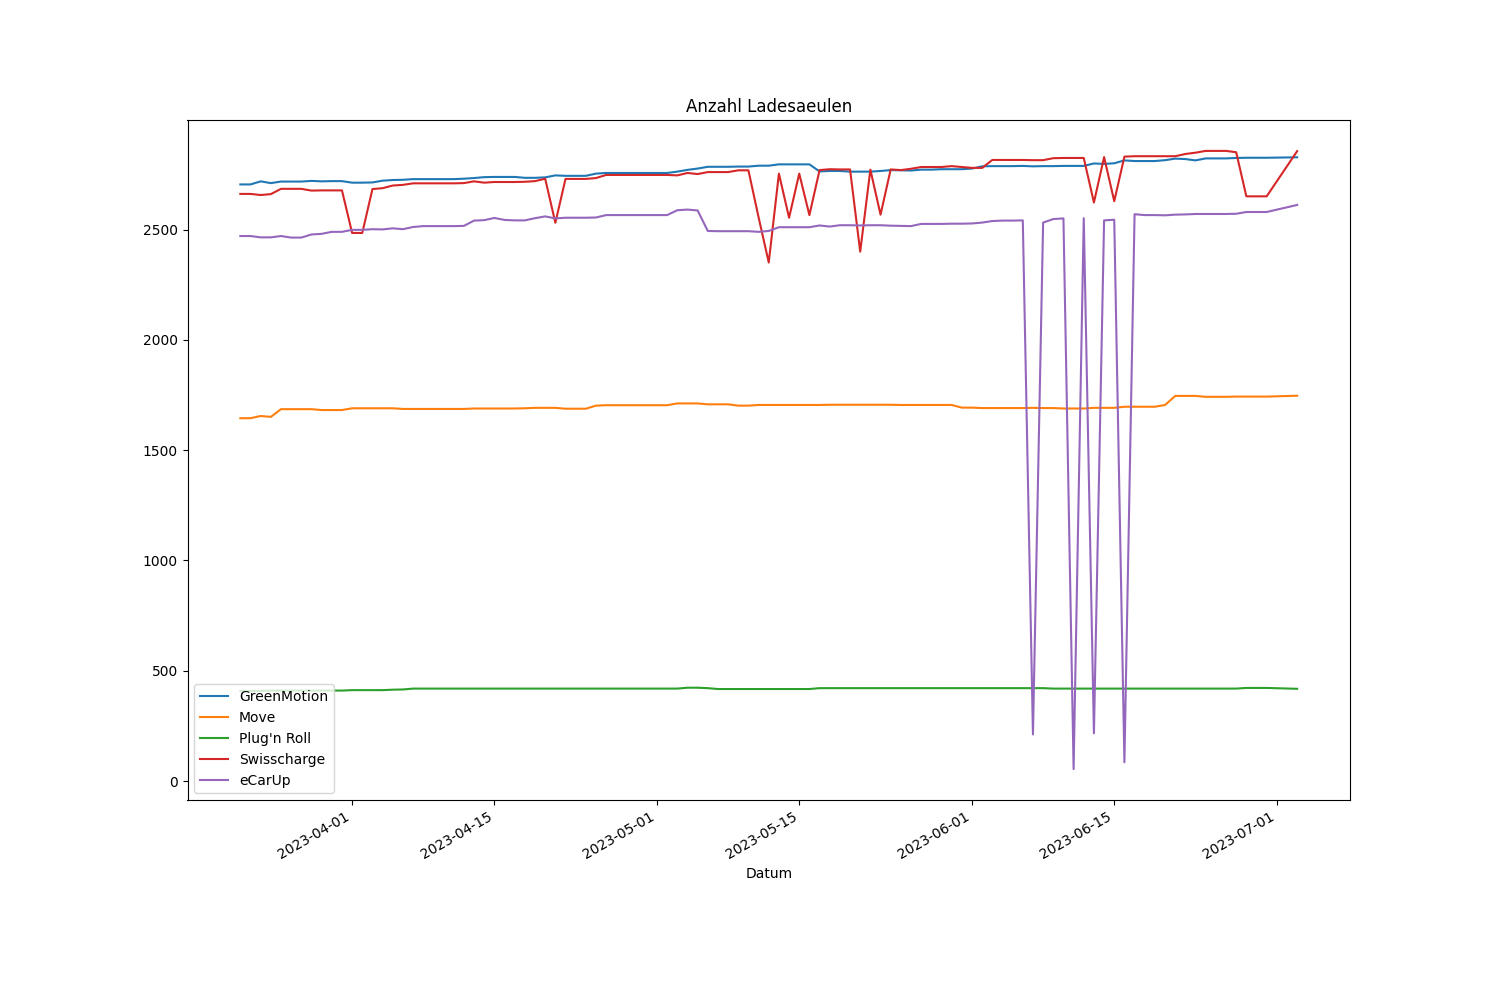 Anzahl Ladesaeulen
2500
2000
1500
1000
500
0
GreenMotion
Move
Plug'n Roll
Swisscharge
eCarUp
2023-04-01
2023-04-15
2023-05-01
2023-05-15
2023-06-01
2023-06-15
2023-07-01
Datum